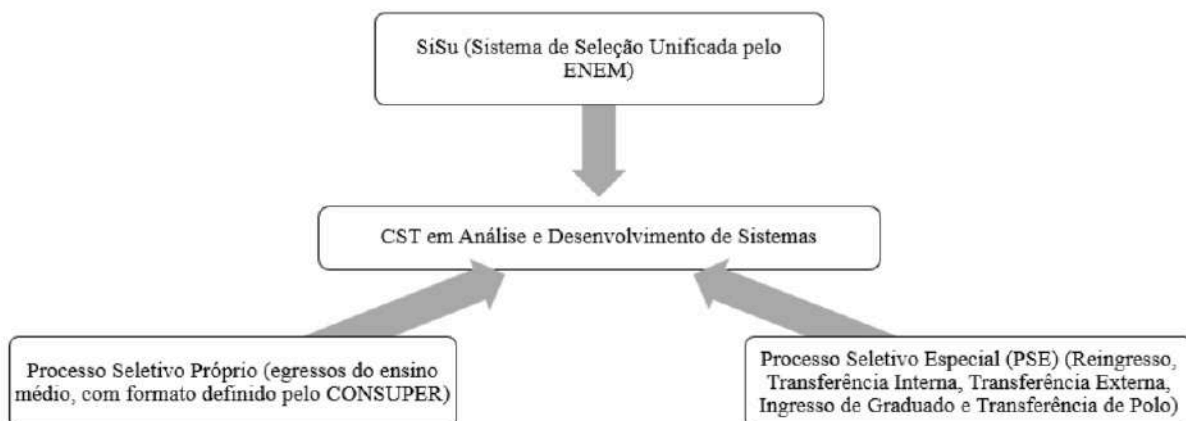 SiSu (Sistema de Seleção Unificada pelo
ENEM)
CST em Análise e Desenvolvimento de Sistemas
Processo Seletivo Próprio (egressos do ensino
médio, com formato definido pelo CONSUPER)
Processo Seletivo Especial (PSE) (Reingresso,
Transferência Interna, Transferência Externa,
Ingresso de Graduado e Transferência de Polo)